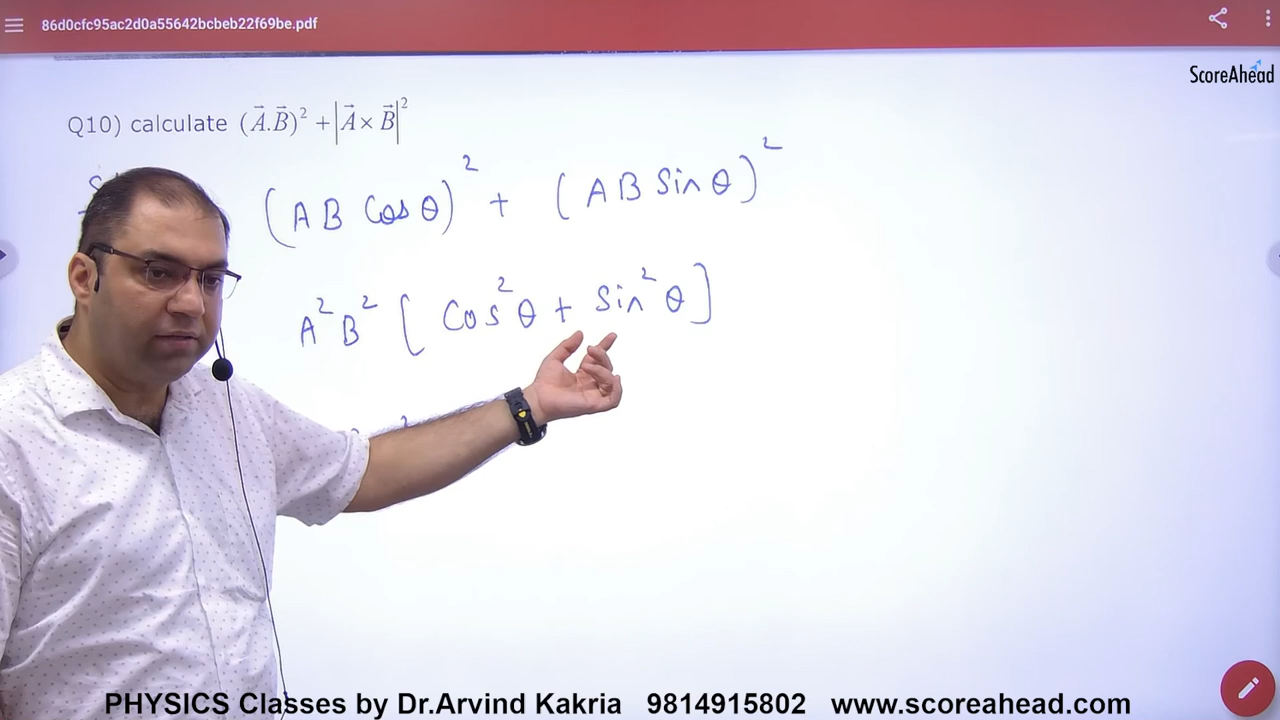 86d0cfc95ac2d0a55642bcbeb22f69be.pdf
ScoreAhead
Q10) calculate (A⃗.B⃗)² + |A⃗ × B⃗|²
(A B Cos θ)² + (A B Sin θ)²
A² B² [Cos² θ + Sin² θ]
PHYSICS Classes by Dr.Arvind Kakria 9814915802 www.scoreahead.com